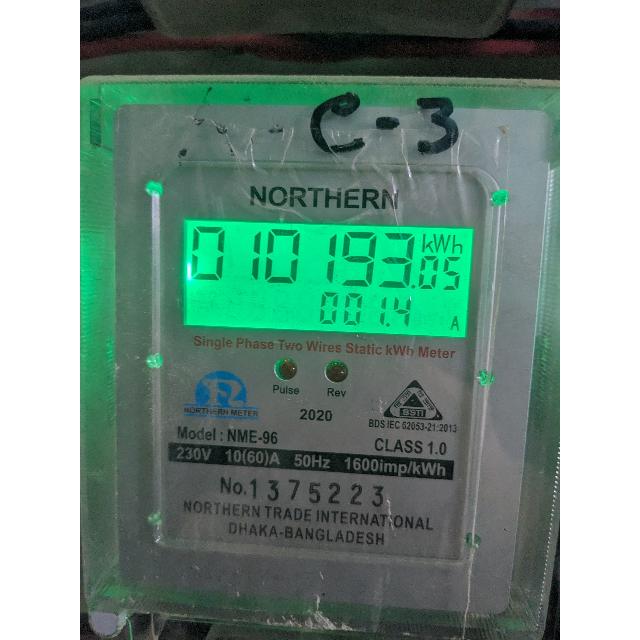 C-3
NORTHERN
010193.05 kWh
001.4 A
Single Phase Two Wires Static kWh Meter
Pulse Rev
NORTHERN METER
2020
BSTI
BDS IEC 62053-21:2013
Model : NME-96
CLASS 1.0
230V 10(60)A 50Hz 1600imp/kWh
No.1375223
NORTHERN TRADE INTERNATIONAL
DHAKA-BANGLADESH